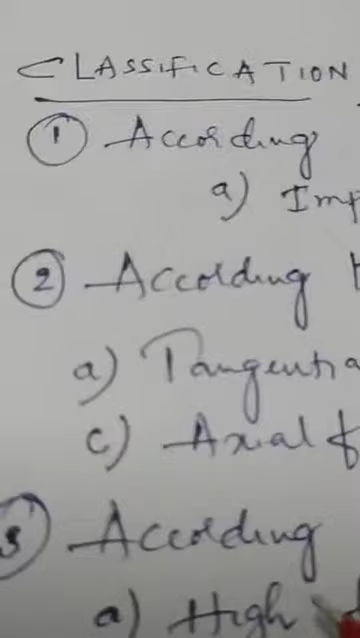 CLASSIFICATION
① According
a) Imp
② According t
a) Tangentia
c) Axial f
3 According
a) High